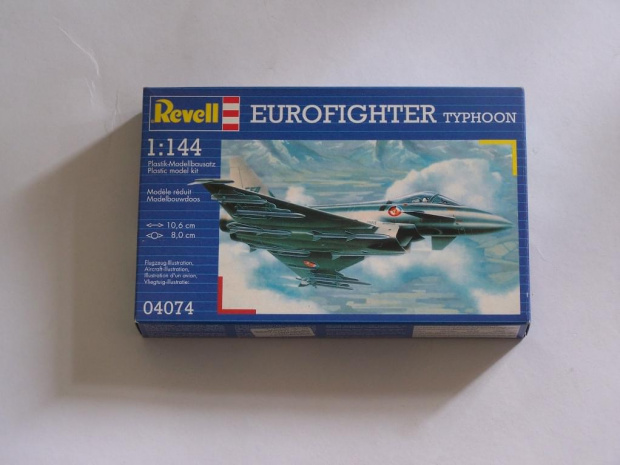 Revell
EUROFIGHTER TYPHOON
1:144
Plastik-Modellbausatz
Plastic model kit
Modèle réduit
Modelbouwdoos
10,6 cm
8,0 cm
Flugzeug-Illustration,
Aircraft-Illustration,
Illustration d'un avion,
Vliegtuig-Illustratie
04074